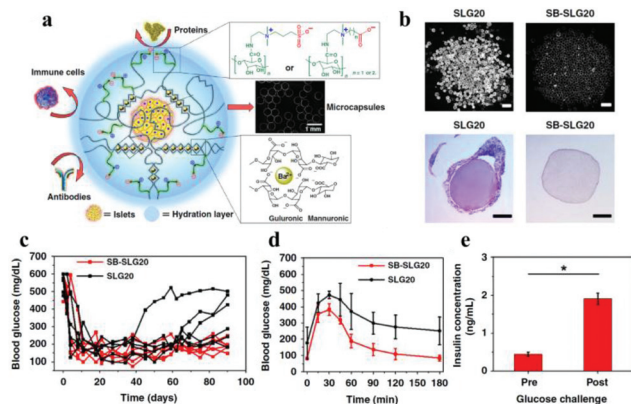 a
Proteins
Immune cells
Antibodies
or
n = 1 or 2
Microcapsules
1 mm
Ba²⁺
Guluronic Mannuronic
= Islets = Hydration layer
b
SLG20 SB-SLG20
SLG20 SB-SLG20
c
SB-SLG20
SLG20
Blood glucose (mg/dL)
600
500
400
300
200
100
0 20 40 60 80 100
Time (days)
d
SB-SLG20
SLG20
Blood glucose (mg/dL)
600
500
400
300
200
100
0
0 30 60 90 120 180
Time (min)
e
*
Insulin concentration
(ng/mL)
3
2
1
0
Pre Post
Glucose challenge